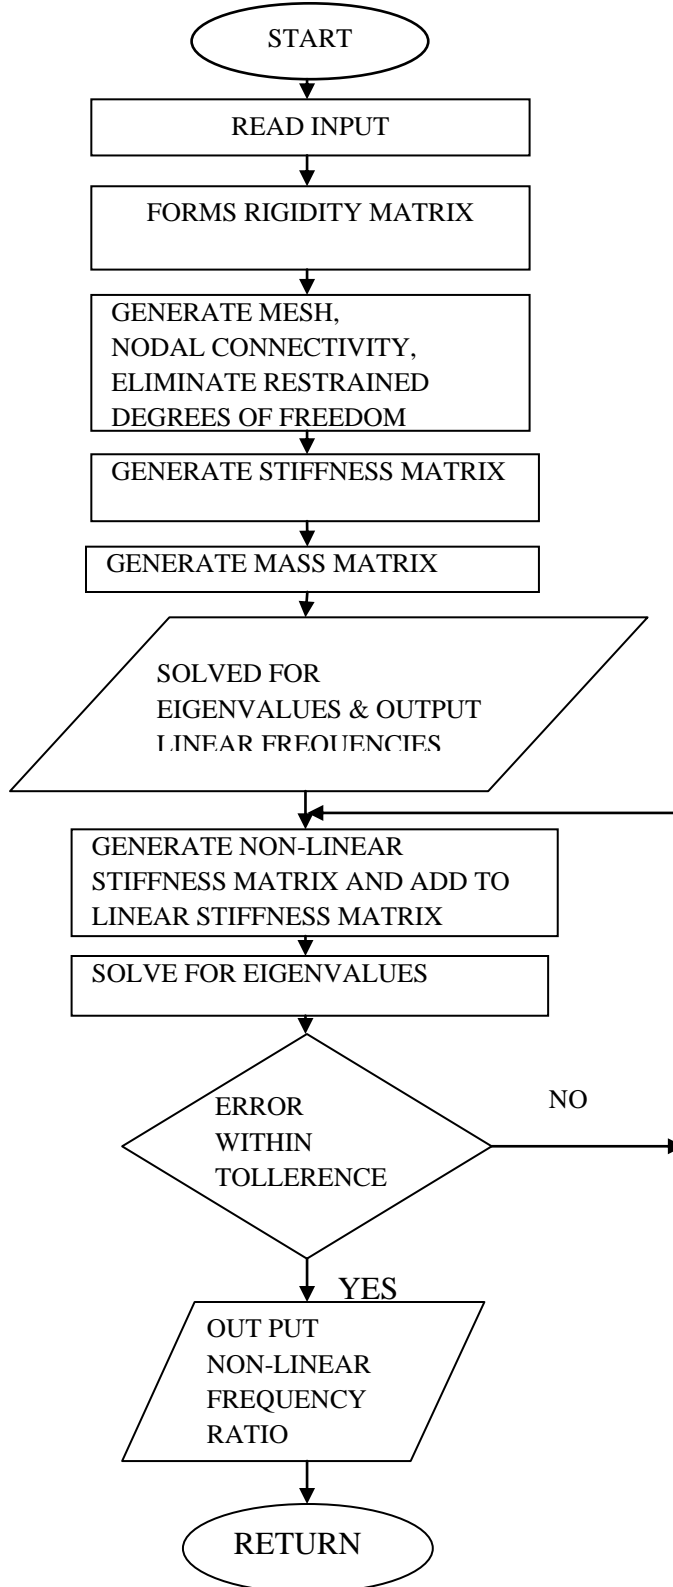 START
READ INPUT
FORMS RIGIDITY MATRIX
GENERATE MESH,
NODAL CONNECTIVITY,
ELIMINATE RESTRAINED
DEGREES OF FREEDOM
GENERATE STIFFNESS MATRIX
GENERATE MASS MATRIX
SOLVED FOR
EIGENVALUES & OUTPUT
LINEAR FREQUENCIES
GENERATE NON-LINEAR
STIFFNESS MATRIX AND ADD TO
LINEAR STIFFNESS MATRIX
SOLVE FOR EIGENVALUES
ERROR
WITHIN
TOLLERENCE
NO
YES
OUT PUT
NON-LINEAR
FREQUENCY
RATIO
RETURN